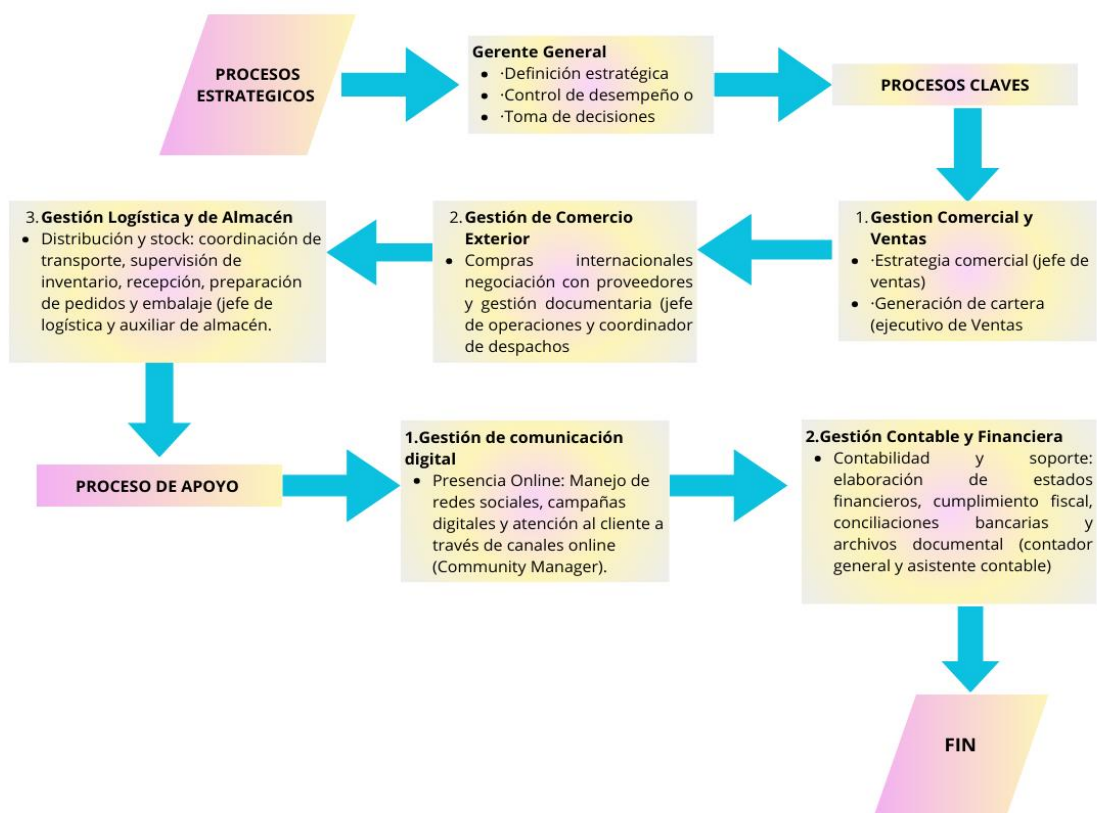 PROCESOS
ESTRATEGICOS
Gerente General
• ·Definición estratégica
• ·Control de desempeño o
• ·Toma de decisiones
PROCESOS CLAVES
1. Gestion Comercial y
Ventas
• ·Estrategia comercial (jefe de
ventas)
• ·Generación de cartera
(ejecutivo de Ventas
2. Gestión de Comercio
Exterior
• Compras internacionales
negociación con proveedores
y gestión documentaria (jefe
de operaciones y coordinador
de despachos
3. Gestión Logística y de Almacén
• Distribución y stock: coordinación de
transporte, supervisión de
inventario, recepción, preparación
de pedidos y embalaje (jefe de
logística y auxiliar de almacén.
PROCESO DE APOYO
1.Gestión de comunicación
digital
• Presencia Online: Manejo de
redes sociales, campañas
digitales y atención al cliente a
través de canales online
(Community Manager).
2.Gestión Contable y Financiera
• Contabilidad y soporte:
elaboración de estados
financieros, cumplimiento fiscal,
conciliaciones bancarias y
archivos documental (contador
general y asistente contable)
FIN